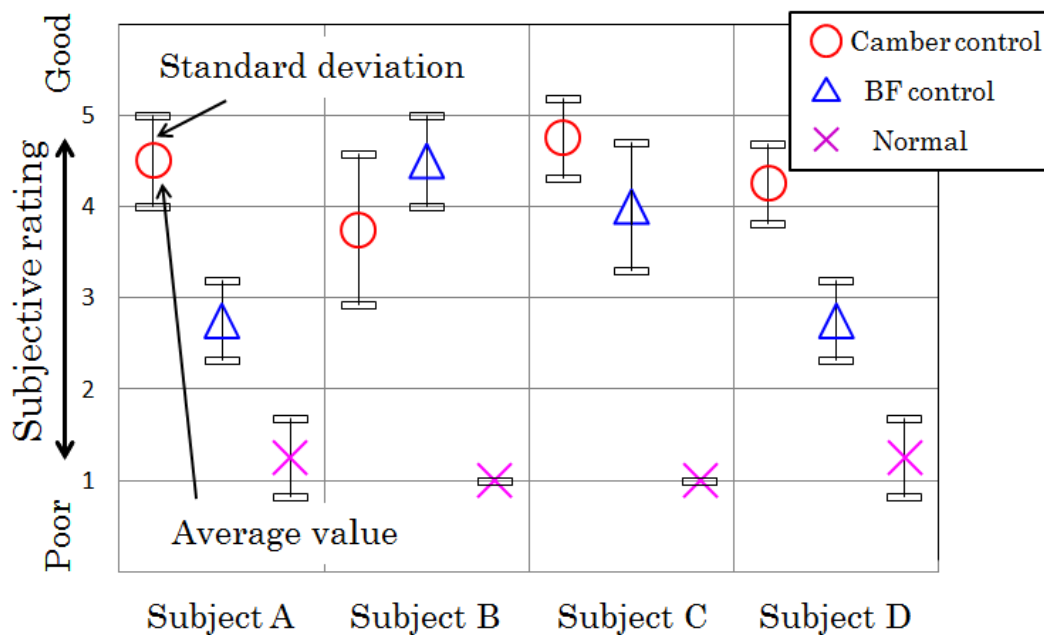 Good
Subjective rating
Poor
5
4
3
2
1
Standard deviation
Average value
Camber control
BF control
Normal
Subject A
Subject B
Subject C
Subject D